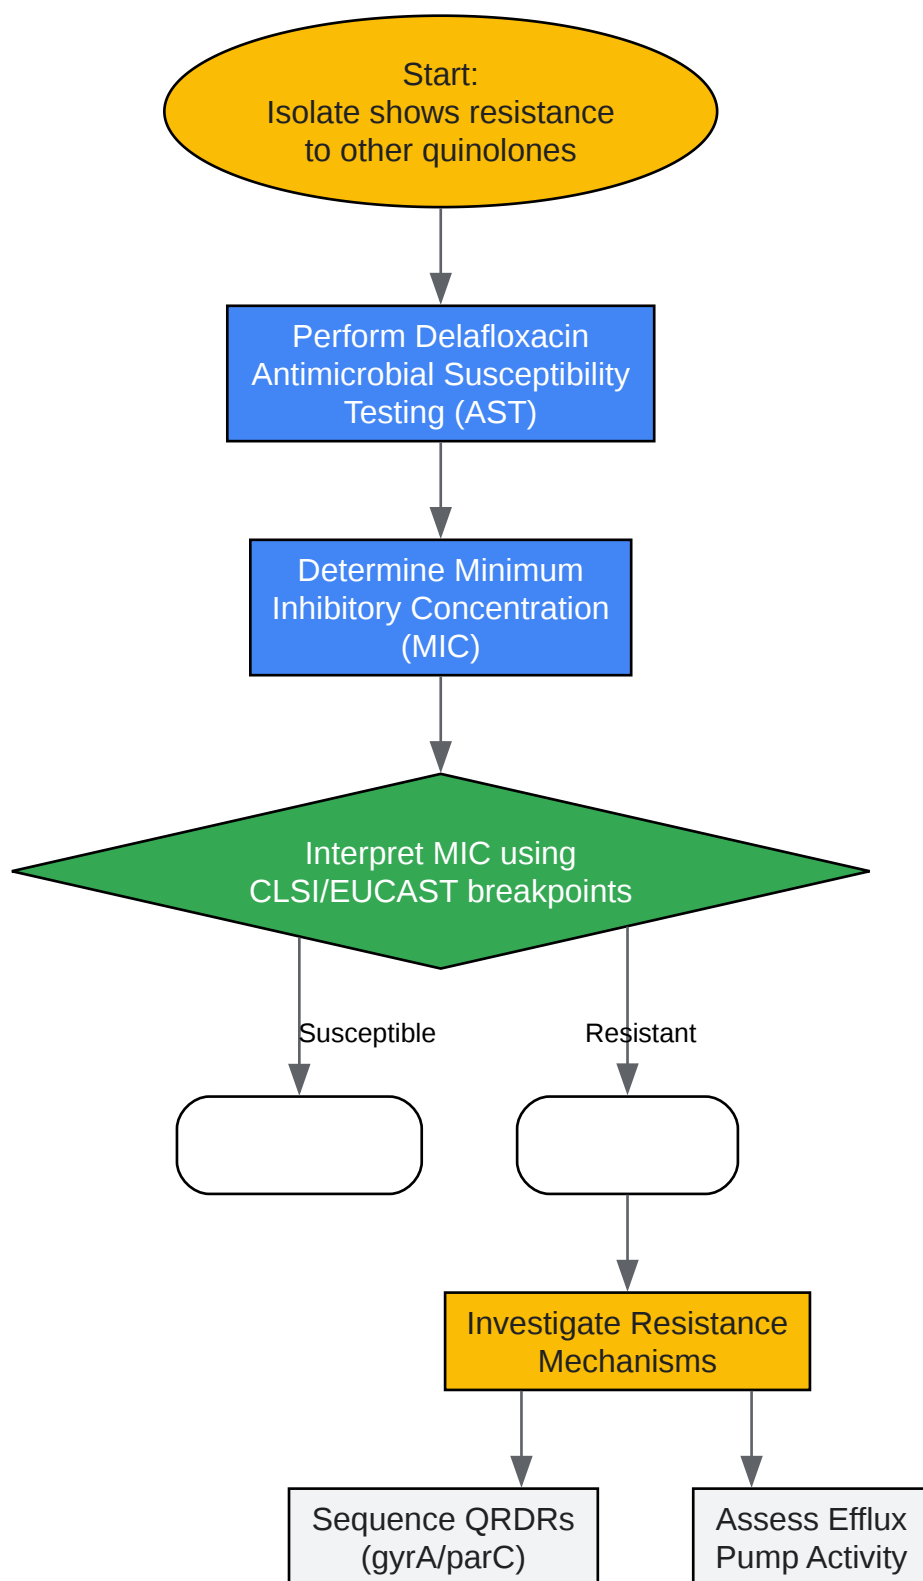 Start:
Isolate shows resistance
to other quinolones
Perform Delafloxacin
Antimicrobial Susceptibility
Testing (AST)
Determine Minimum
Inhibitory Concentration
(MIC)
Interpret MIC using
CLSI/EUCAST breakpoints
Susceptible
Resistant
Investigate Resistance
Mechanisms
Sequence QRDRs
(gyrA/parC)
Assess Efflux
Pump Activity